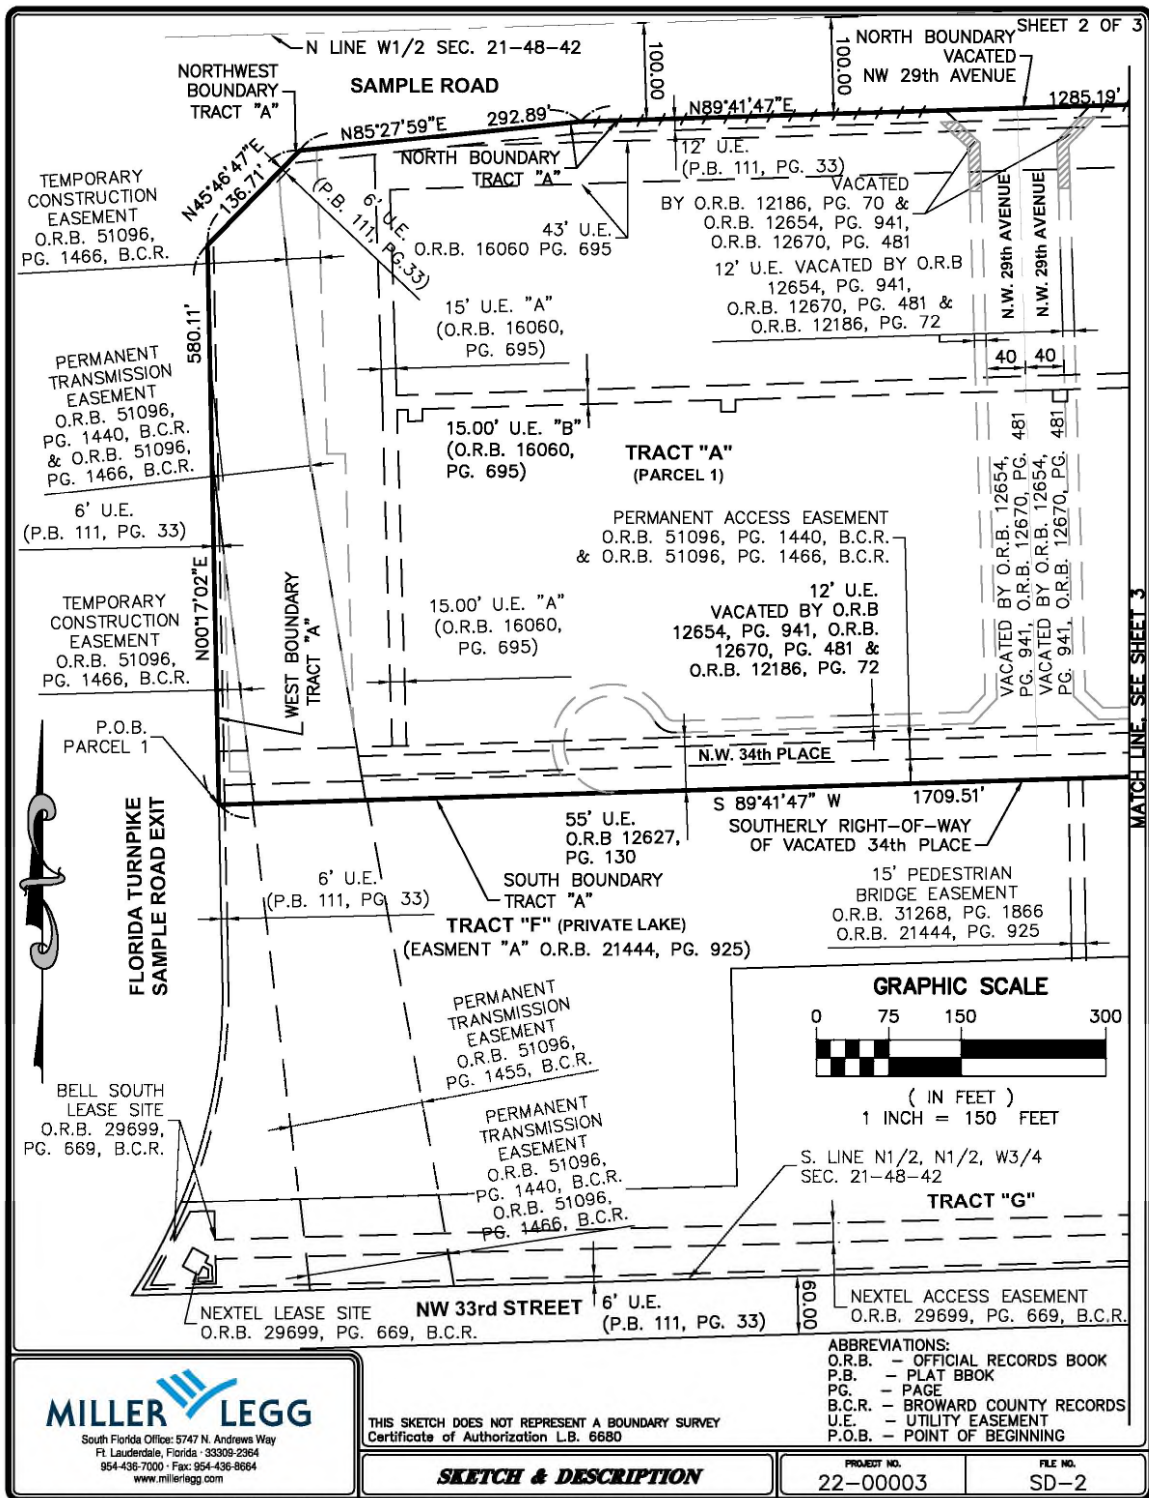 SHEET 2 OF 3
N LINE W1/2 SEC. 21-48-42
NORTHWEST
BOUNDARY
TRACT "A"
SAMPLE ROAD
100.00
100.00
NORTH BOUNDARY
VACATED
NW 29th AVENUE
N85°27'59"E 292.89'
N89°41'47"E
1285.19'
N45°46'47"E
136.71'
NORTH BOUNDARY
TRACT "A"
12' U.E.
(P.B. 111, PG. 33)
TEMPORARY
CONSTRUCTION
EASEMENT
O.R.B. 51096,
PG. 1466, B.C.R.
6' U.E.
(P.B. 111, PG.33)
43' U.E.
O.R.B. 16060 PG. 695
VACATED
BY O.R.B. 12186, PG. 70 &
O.R.B. 12654, PG. 941,
O.R.B. 12670, PG. 481
N.W. 29th AVENUE
N.W. 29th AVENUE
12' U.E. VACATED BY O.R.B
12654, PG. 941,
O.R.B. 12670, PG. 481 &
O.R.B. 12186, PG. 72
580.11'
15' U.E. "A"
(O.R.B. 16060,
PG. 695)
40 40
PERMANENT
TRANSMISSION
EASEMENT
O.R.B. 51096,
PG. 1440, B.C.R.
& O.R.B. 51096,
PG. 1466, B.C.R.
15.00' U.E. "B"
(O.R.B. 16060,
PG. 695)
TRACT "A"
(PARCEL 1)
VACATED BY O.R.B. 12654,
PG. 941, O.R.B. 12670, PG. 481
VACATED BY O.R.B. 12654,
PG. 941, O.R.B. 12670, PG. 481
6' U.E.
(P.B. 111, PG. 33)
PERMANENT ACCESS EASEMENT
O.R.B. 51096, PG. 1440, B.C.R.
& O.R.B. 51096, PG. 1466, B.C.R.
N00°17'02"E
WEST BOUNDARY
TRACT "A"
TEMPORARY
CONSTRUCTION
EASEMENT
O.R.B. 51096,
PG. 1466, B.C.R.
15.00' U.E. "A"
(O.R.B. 16060,
PG. 695)
12' U.E.
VACATED BY O.R.B
12654, PG. 941, O.R.B.
12670, PG. 481 &
O.R.B. 12186, PG. 72
MATCH LINE, SEE SHEET 3
P.O.B.
PARCEL 1
N.W. 34th PLACE
S 89°41'47" W 1709.51'
FLORIDA TURNPIKE
SAMPLE ROAD EXIT
55' U.E.
O.R.B 12627,
PG. 130
SOUTHERLY RIGHT-OF-WAY
OF VACATED 34th PLACE
6' U.E.
(P.B. 111, PG. 33)
SOUTH BOUNDARY
TRACT "A"
15' PEDESTRIAN
BRIDGE EASEMENT
O.R.B. 31268, PG. 1866
O.R.B. 21444, PG. 925
TRACT "F" (PRIVATE LAKE)
(EASMENT "A" O.R.B. 21444, PG. 925)
GRAPHIC SCALE
0 75 150 300
( IN FEET )
1 INCH = 150 FEET
PERMANENT
TRANSMISSION
EASEMENT
O.R.B. 51096,
PG. 1455, B.C.R.
BELL SOUTH
LEASE SITE
O.R.B. 29699,
PG. 669, B.C.R.
PERMANENT
TRANSMISSION
EASEMENT
O.R.B. 51096,
PG. 1440, B.C.R.
O.R.B. 51096,
PG. 1466, B.C.R.
S. LINE N1/2, N1/2, W3/4
SEC. 21-48-42
TRACT "G"
NEXTEL LEASE SITE
O.R.B. 29699, PG. 669, B.C.R.
NW 33rd STREET
6' U.E.
(P.B. 111, PG. 33)
60.00
NEXTEL ACCESS EASEMENT
O.R.B. 29699, PG. 669, B.C.R.
ABBREVIATIONS:
O.R.B. - OFFICIAL RECORDS BOOK
P.B. - PLAT BBOK
PG. - PAGE
B.C.R. - BROWARD COUNTY RECORDS
U.E. - UTILITY EASEMENT
P.O.B. - POINT OF BEGINNING
MILLER LEGG
South Florida Office: 5747 N. Andrews Way
Ft. Lauderdale, Florida · 33309-2364
954-436-7000 · Fax: 954-436-8664
www.millerlegg.com
THIS SKETCH DOES NOT REPRESENT A BOUNDARY SURVEY
Certificate of Authorization L.B. 6680
SKETCH & DESCRIPTION
PROJECT NO.
22-00003
FILE NO.
SD-2